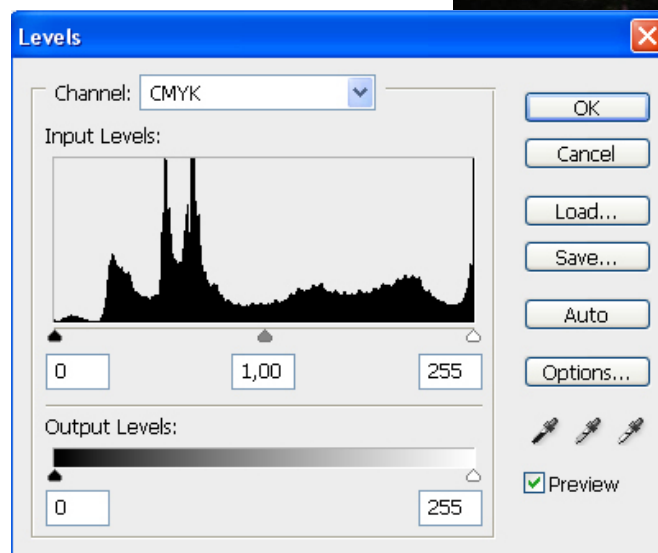 Levels
Channel: CMYK
OK
Input Levels:
Cancel
Load...
Save...
Auto
0 1,00 255
Options...
Output Levels:
Preview
0 255